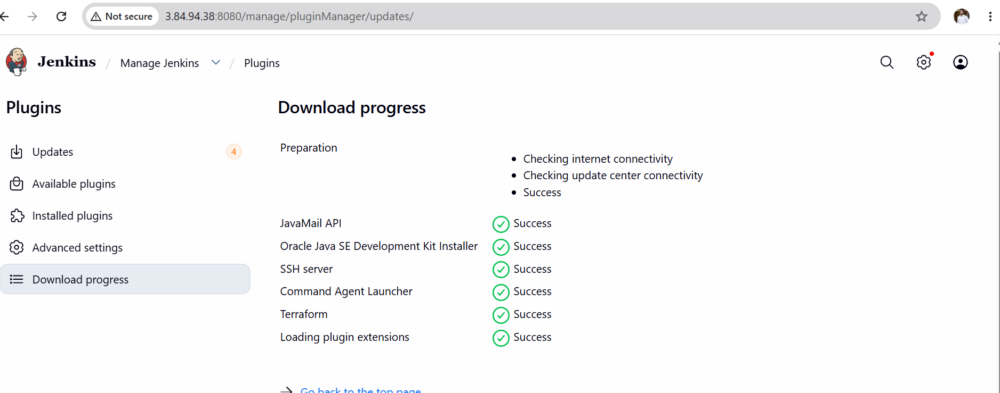 Not secure 3.84.94.38:8080/manage/pluginManager/updates/
Jenkins / Manage Jenkins / Plugins
Plugins
Updates 4
Available plugins
Installed plugins
Advanced settings
Download progress
Download progress
Preparation
Checking internet connectivity
Checking update center connectivity
Success
JavaMail API Success
Oracle Java SE Development Kit Installer Success
SSH server Success
Command Agent Launcher Success
Terraform Success
Loading plugin extensions Success
Go back to the top page